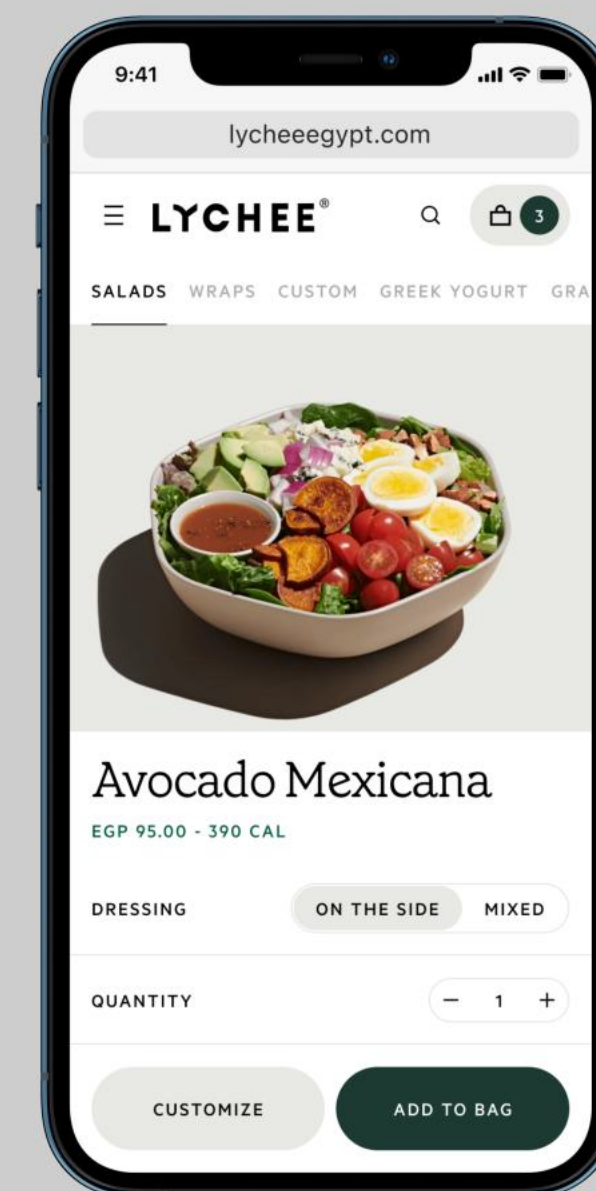 9:41
lycheeegypt.com
LYCHEE®
3
SALADS WRAPS CUSTOM GREEK YOGURT GRA
Avocado Mexicana
EGP 95.00 - 390 CAL
DRESSING ON THE SIDE MIXED
QUANTITY − 1 +
CUSTOMIZE ADD TO BAG